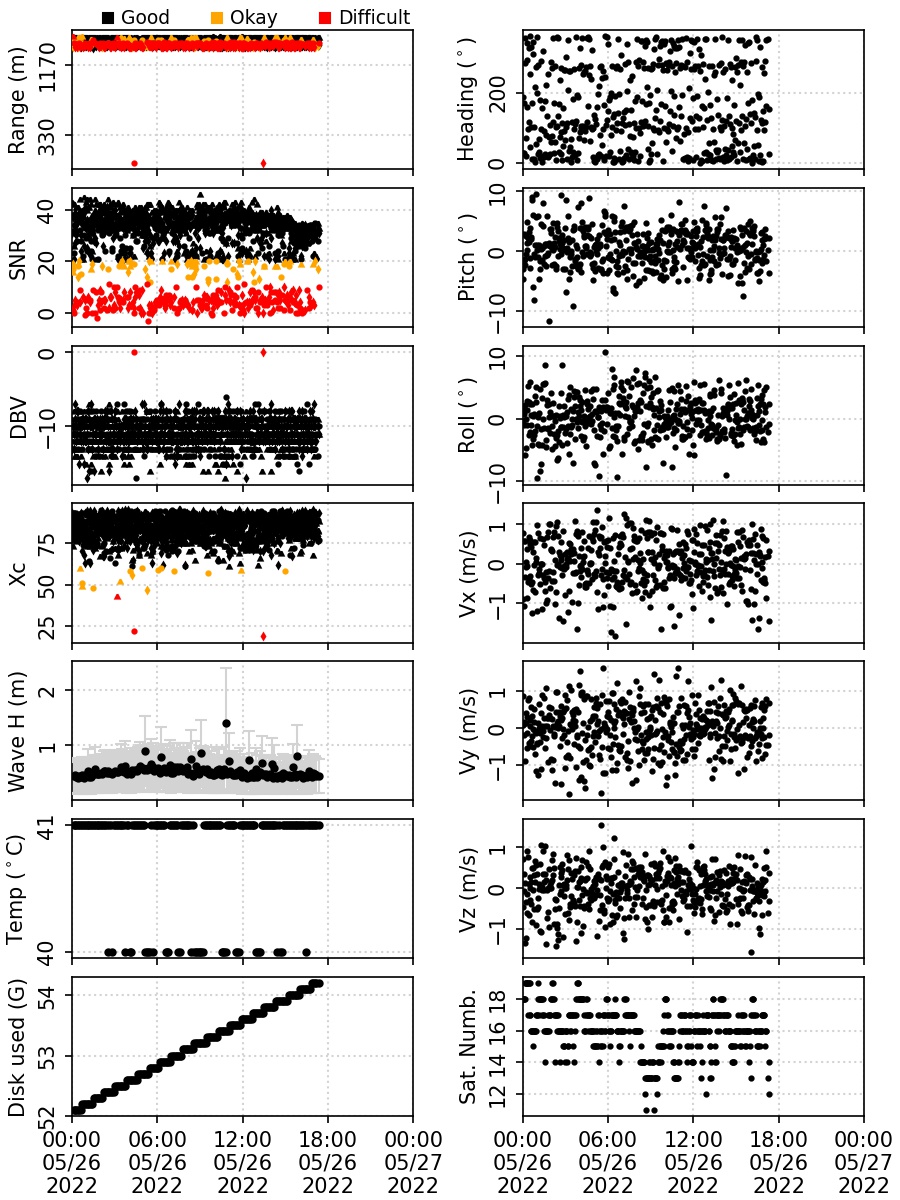 Good Okay Difficult
Range (m)
1170
330
SNR
40
20
0
DBV
0
−10
Xc
75
50
25
Wave H (m)
2
1
Temp (°C)
41
40
Disk used (G)
54
53
52
00:00 06:00 12:00 18:00 00:00
05/26 05/26 05/26 05/26 05/27
2022 2022 2022 2022 2022
Heading (°)
200
0
Pitch (°)
10
0
−10
Roll (°)
10
0
−10
Vx (m/s)
1
0
−1
Vy (m/s)
1
0
−1
Vz (m/s)
1
0
−1
Sat. Numb.
18
16
14
12
00:00 06:00 12:00 18:00 00:00
05/26 05/26 05/26 05/26 05/27
2022 2022 2022 2022 2022